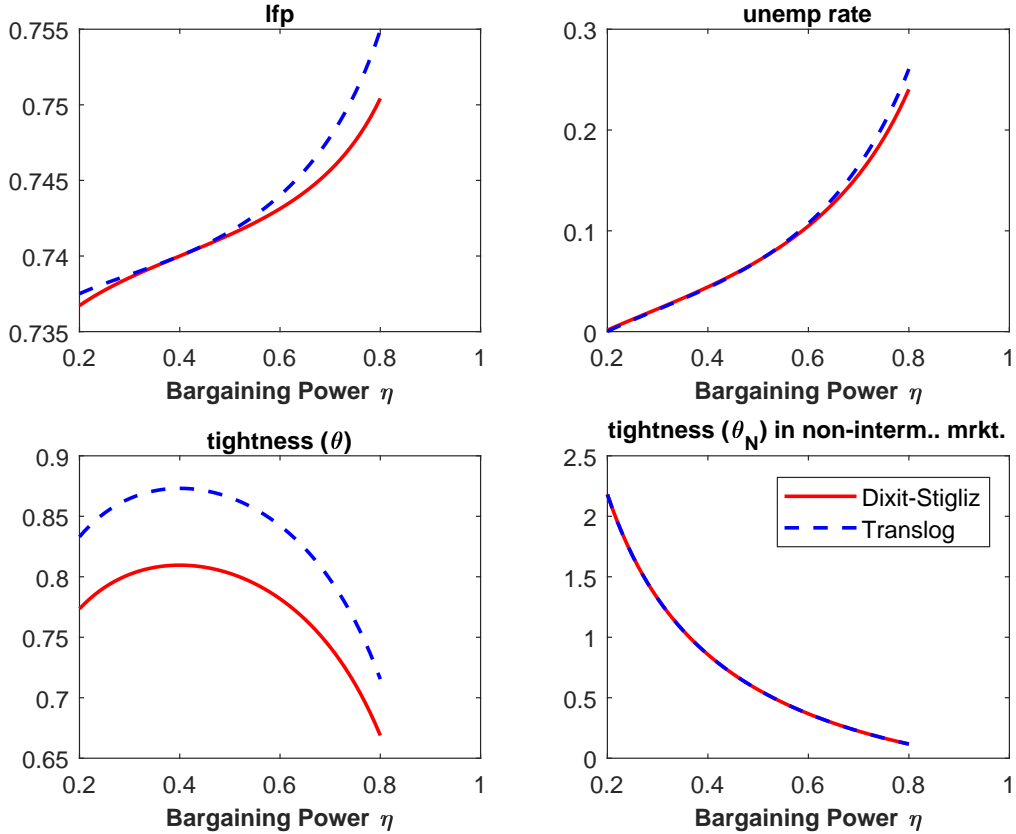 lfp
0.755
0.75
0.745
0.74
0.735
0.2 0.4 0.6 0.8 1
Bargaining Power η
unemp rate
0.3
0.2
0.1
0
0.2 0.4 0.6 0.8 1
Bargaining Power η
tightness (θ)
0.9
0.85
0.8
0.75
0.7
0.65
0.2 0.4 0.6 0.8 1
Bargaining Power η
tightness (θN) in non-interm.. mrkt.
2.5
2
1.5
1
0.5
0
Dixit-Stigliz
Translog
0.2 0.4 0.6 0.8 1
Bargaining Power η